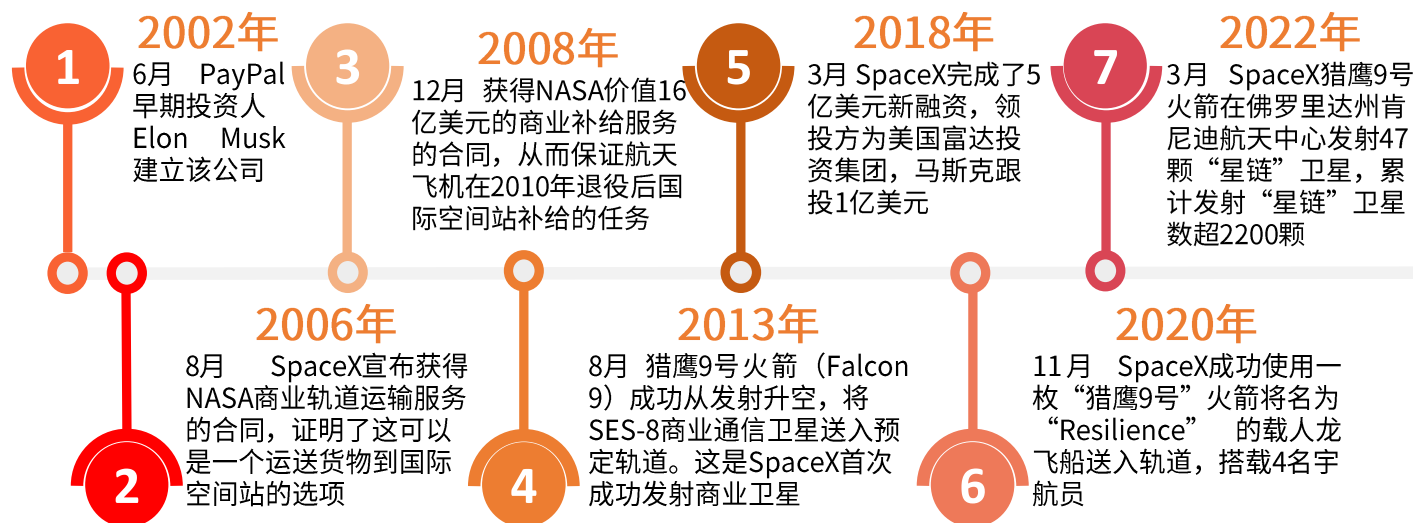 1
2002年
6月 PayPal
早期投资人
Elon Musk
建立该公司
2
2006年
8月 SpaceX宣布获得
NASA商业轨道运输服务
的合同，证明了这可以
是一个运送货物到国际
空间站的选项
3
2008年
12月 获得NASA价值16
亿美元的商业补给服务
的合同，从而保证航天
飞机在2010年退役后国
际空间站补给的任务
4
2013年
8月 猎鹰9号火箭（Falcon
9）成功从发射升空，将
SES-8商业通信卫星送入预
定轨道。这是SpaceX首次
成功发射商业卫星
5
2018年
3月 SpaceX完成了5
亿美元新融资，领
投方为美国富达投
资集团，马斯克跟
投1亿美元
6
2020年
11月 SpaceX成功使用一
枚“猎鹰9号”火箭将名为
“Resilience” 的载人龙
飞船送入轨道，搭载4名宇
航员
7
2022年
3月 SpaceX猎鹰9号
火箭在佛罗里达州肯
尼迪航天中心发射47
颗“星链”卫星，累
计发射“星链”卫星
数超2200颗